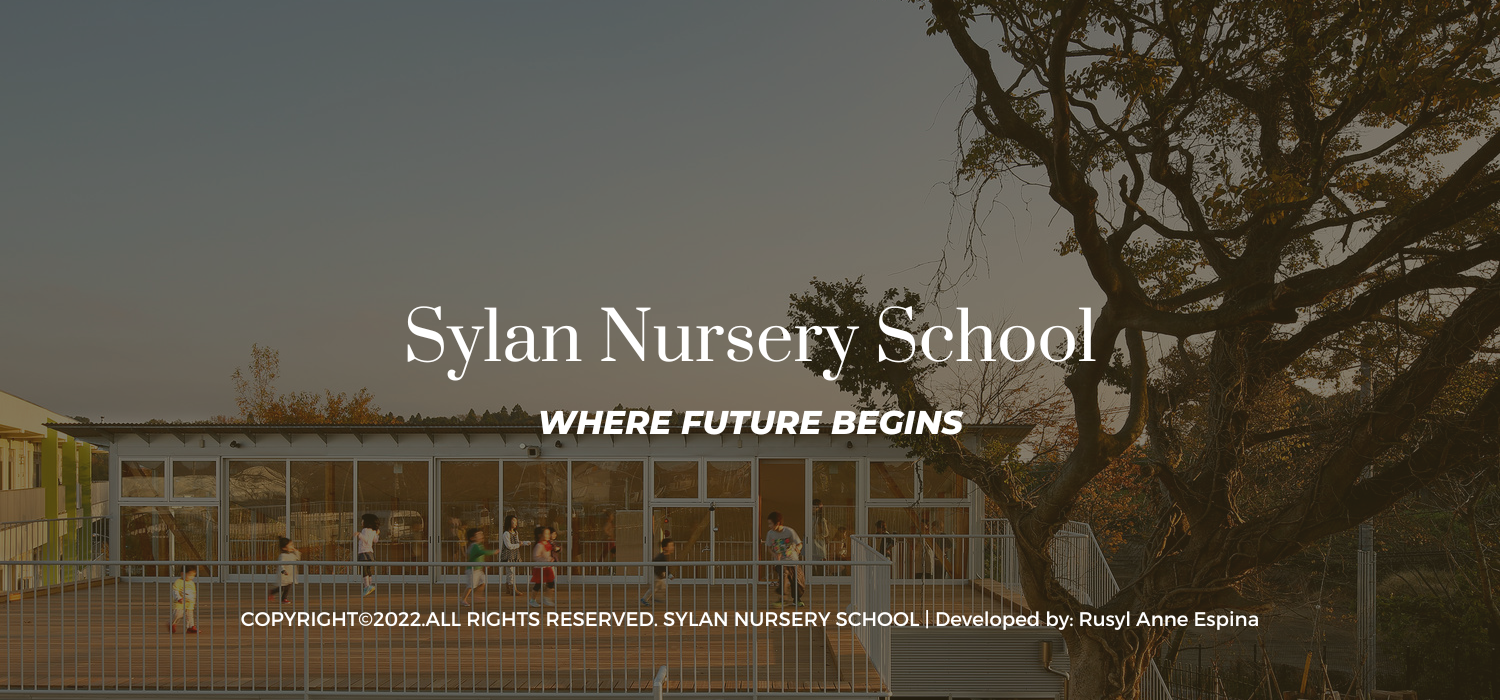 Sylan Nursery School
WHERE FUTURE BEGINS
COPYRIGHT©2022.ALL RIGHTS RESERVED. SYLAN NURSERY SCHOOL | Developed by: Rusyl Anne Espina